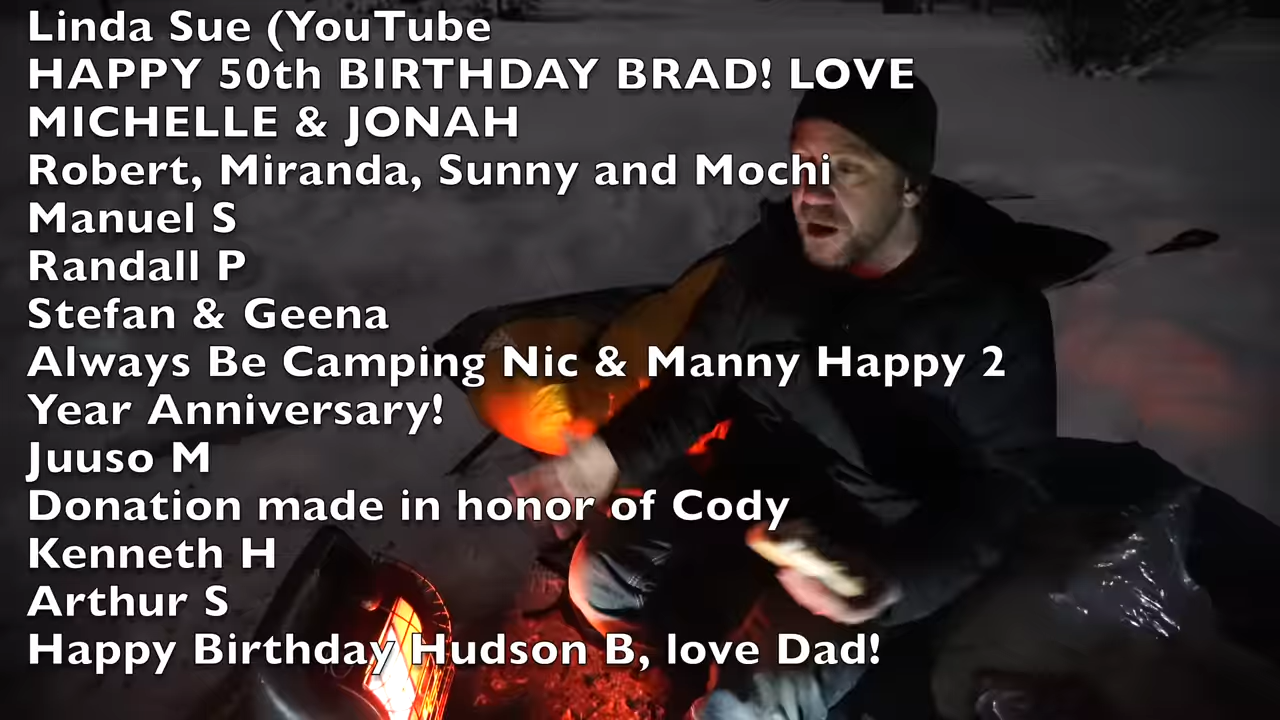 Linda Sue (YouTube
HAPPY 50th BIRTHDAY BRAD! LOVE
MICHELLE & JONAH
Robert, Miranda, Sunny and Mochi
Manuel S
Randall P
Stefan & Geena
Always Be Camping Nic & Manny Happy 2
Year Anniversary!
Juuso M
Donation made in honor of Cody
Kenneth H
Arthur S
Happy Birthday Hudson B, love Dad!